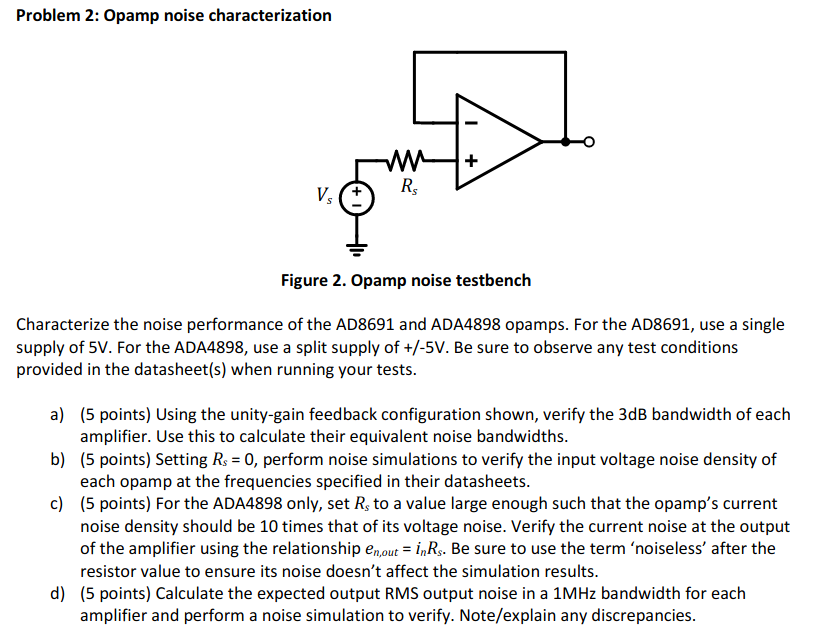 Problem 2: Opamp noise characterization
−
+
Rs
Vs
+
−
Figure 2. Opamp noise testbench
Characterize the noise performance of the AD8691 and ADA4898 opamps. For the AD8691, use a single
supply of 5V. For the ADA4898, use a split supply of +/-5V. Be sure to observe any test conditions
provided in the datasheet(s) when running your tests.
a) (5 points) Using the unity-gain feedback configuration shown, verify the 3dB bandwidth of each
amplifier. Use this to calculate their equivalent noise bandwidths.
b) (5 points) Setting Rs = 0, perform noise simulations to verify the input voltage noise density of
each opamp at the frequencies specified in their datasheets.
c) (5 points) For the ADA4898 only, set Rs to a value large enough such that the opamp’s current
noise density should be 10 times that of its voltage noise. Verify the current noise at the output
of the amplifier using the relationship en,out = inRs. Be sure to use the term ‘noiseless’ after the
resistor value to ensure its noise doesn’t affect the simulation results.
d) (5 points) Calculate the expected output RMS output noise in a 1MHz bandwidth for each
amplifier and perform a noise simulation to verify. Note/explain any discrepancies.